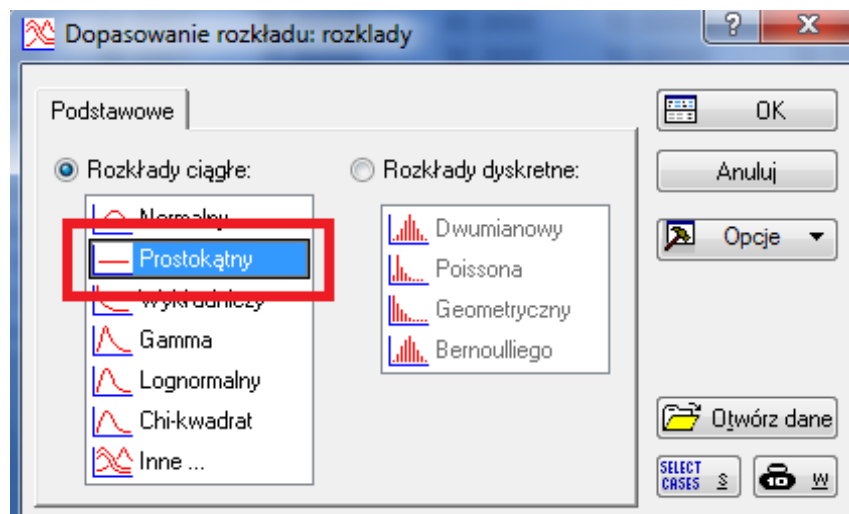 Dopasowanie rozkładu: rozklady
?
X
Podstawowe
OK
Rozkłady ciągłe:
Rozkłady dyskretne:
Anuluj
Normalny
Prostokątny
Wykładniczy
Gamma
Lognormalny
Chi-kwadrat
Inne ...
Dwumianowy
Poissona
Geometryczny
Bernoulliego
Opcje
Otwórz dane
SELECT CASES S
W